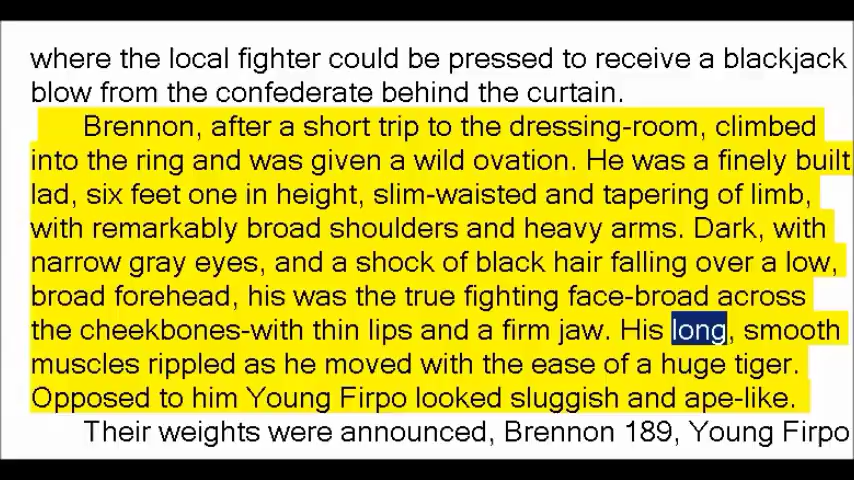 where the local fighter could be pressed to receive a blackjack
blow from the confederate behind the curtain.
Brennon, after a short trip to the dressing-room, climbed
into the ring and was given a wild ovation. He was a finely built
lad, six feet one in height, slim-waisted and tapering of limb,
with remarkably broad shoulders and heavy arms. Dark, with
narrow gray eyes, and a shock of black hair falling over a low,
broad forehead, his was the true fighting face-broad across
the cheekbones-with thin lips and a firm jaw. His long, smooth
muscles rippled as he moved with the ease of a huge tiger.
Opposed to him Young Firpo looked sluggish and ape-like.
Their weights were announced, Brennon 189, Young Firpo